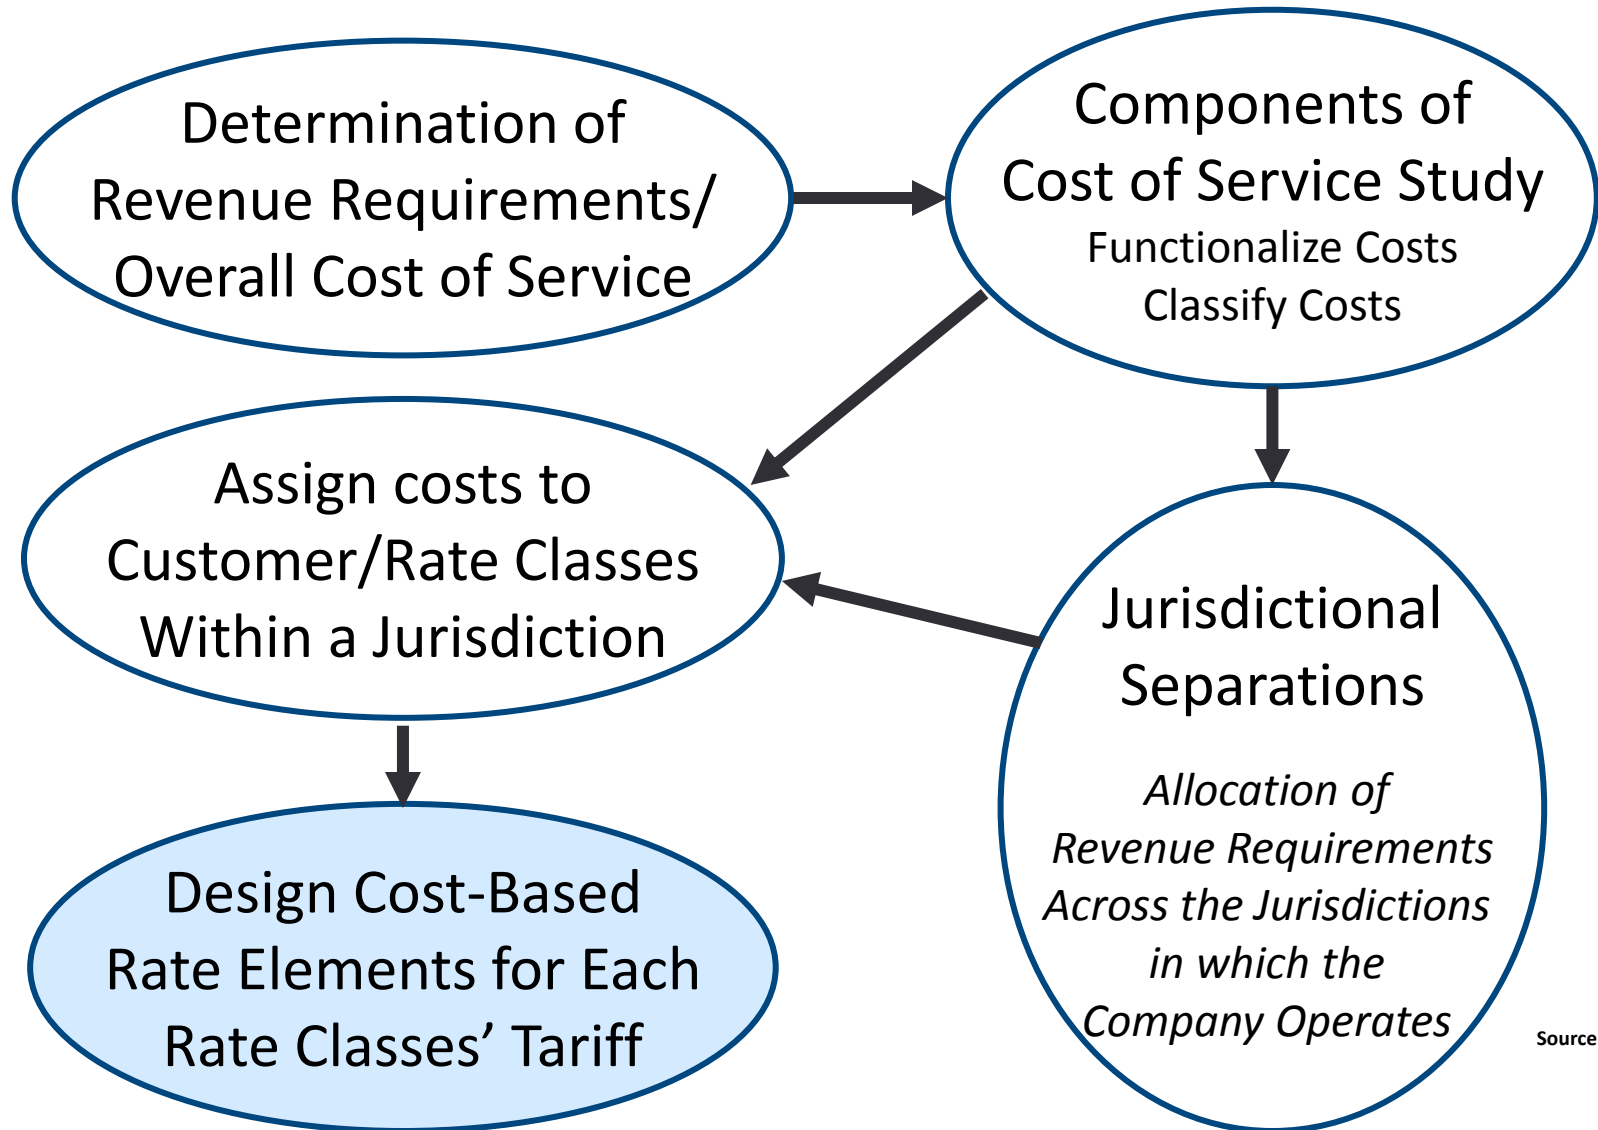 Determination of
Revenue Requirements/
Overall Cost of Service
Components of
Cost of Service Study
Functionalize Costs
Classify Costs
Assign costs to
Customer/Rate Classes
Within a Jurisdiction
Jurisdictional
Separations
Allocation of
Revenue Requirements
Across the Jurisdictions
in which the
Company Operates
Design Cost-Based
Rate Elements for Each
Rate Classes’ Tariff
Source